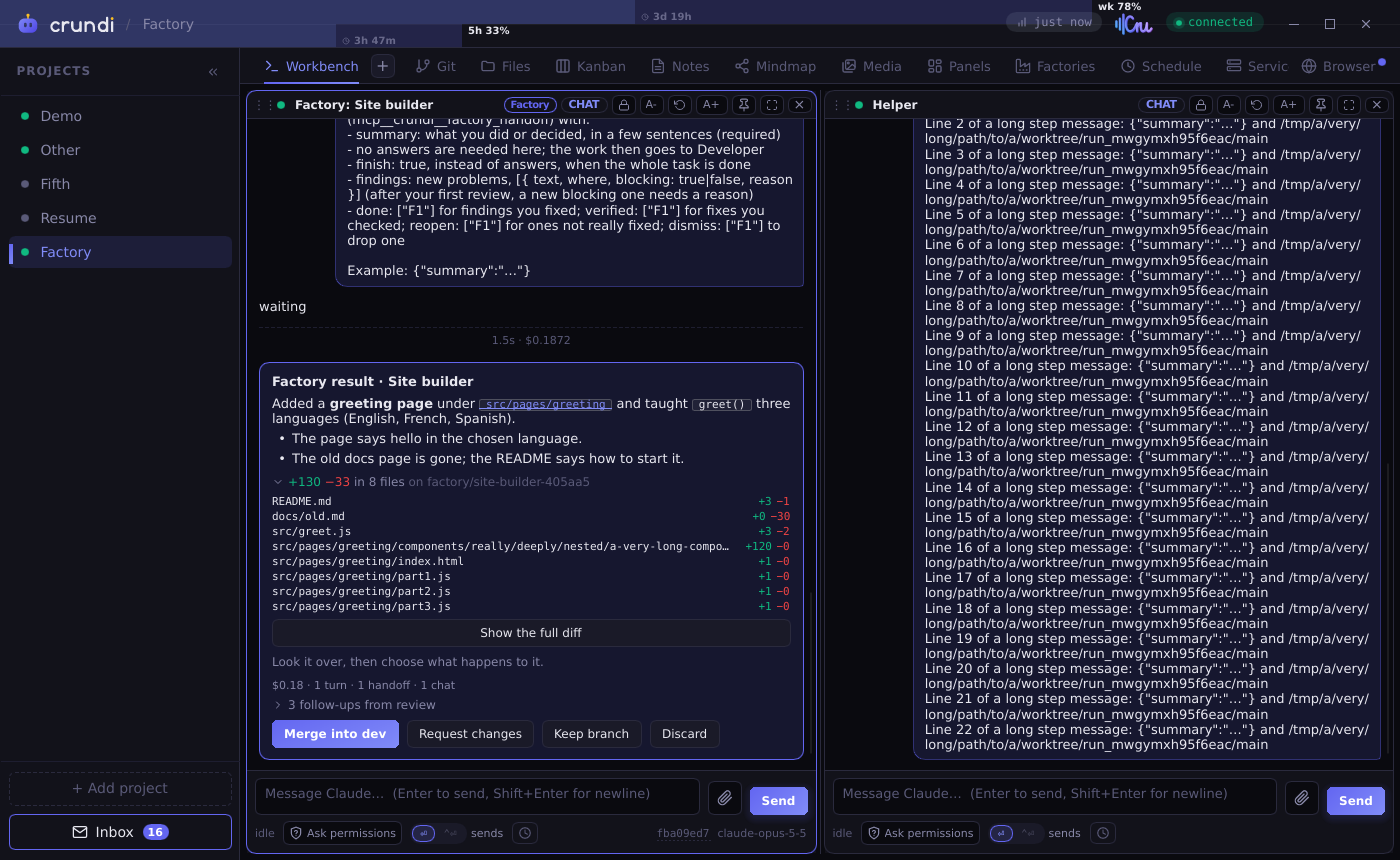 crundi / Factory
3d 19h
3h 47m
5h 33%
just now
wk 78%
Cru
connected
PROJECTS
«
Demo
Other
Fifth
Resume
Factory
+ Add project
Inbox 16
Workbench
+
Git
Files
Kanban
Notes
Mindmap
Media
Panels
Factories
Schedule
Servic
Browser
Factory: Site builder
Factory
CHAT
A-
A+
(mcp__crundi__factory_handoff) with:
- summary: what you did or decided, in a few sentences (required)
- no answers are needed here; the work then goes to Developer
- finish: true, instead of answers, when the whole task is done
- findings: new problems, [{ text, where, blocking: true|false, reason
}] (after your first review, a new blocking one needs a reason)
- done: ["F1"] for findings you fixed; verified: ["F1"] for fixes you
checked; reopen: ["F1"] for ones not really fixed; dismiss: ["F1"] to
drop one
Example: {"summary":"…"}
waiting
1.5s · $0.1872
Factory result · Site builder
Added a greeting page under src/pages/greeting and taught greet() three
languages (English, French, Spanish).
• The page says hello in the chosen language.
• The old docs page is gone; the README says how to start it.
+130 −33 in 8 files on factory/site-builder-405aa5
README.md +3 −1
docs/old.md +0 −30
src/greet.js +3 −2
src/pages/greeting/components/really/deeply/nested/a-very-long-compo… +120 −0
src/pages/greeting/index.html +1 −0
src/pages/greeting/part1.js +1 −0
src/pages/greeting/part2.js +1 −0
src/pages/greeting/part3.js +1 −0
Show the full diff
Look it over, then choose what happens to it.
$0.18 · 1 turn · 1 handoff · 1 chat
3 follow-ups from review
Merge into dev
Request changes
Keep branch
Discard
Message Claude… (Enter to send, Shift+Enter for newline)
Send
idle
Ask permissions
sends
fba09ed7 claude-opus-5-5
Helper
CHAT
A-
A+
Line 2 of a long step message: {"summary":"…"} and /tmp/a/very/
long/path/to/a/worktree/run_mwgymxh95f6eac/main
Line 3 of a long step message: {"summary":"…"} and /tmp/a/very/
long/path/to/a/worktree/run_mwgymxh95f6eac/main
Line 4 of a long step message: {"summary":"…"} and /tmp/a/very/
long/path/to/a/worktree/run_mwgymxh95f6eac/main
Line 5 of a long step message: {"summary":"…"} and /tmp/a/very/
long/path/to/a/worktree/run_mwgymxh95f6eac/main
Line 6 of a long step message: {"summary":"…"} and /tmp/a/very/
long/path/to/a/worktree/run_mwgymxh95f6eac/main
Line 7 of a long step message: {"summary":"…"} and /tmp/a/very/
long/path/to/a/worktree/run_mwgymxh95f6eac/main
Line 8 of a long step message: {"summary":"…"} and /tmp/a/very/
long/path/to/a/worktree/run_mwgymxh95f6eac/main
Line 9 of a long step message: {"summary":"…"} and /tmp/a/very/
long/path/to/a/worktree/run_mwgymxh95f6eac/main
Line 10 of a long step message: {"summary":"…"} and /tmp/a/very/
long/path/to/a/worktree/run_mwgymxh95f6eac/main
Line 11 of a long step message: {"summary":"…"} and /tmp/a/very/
long/path/to/a/worktree/run_mwgymxh95f6eac/main
Line 12 of a long step message: {"summary":"…"} and /tmp/a/very/
long/path/to/a/worktree/run_mwgymxh95f6eac/main
Line 13 of a long step message: {"summary":"…"} and /tmp/a/very/
long/path/to/a/worktree/run_mwgymxh95f6eac/main
Line 14 of a long step message: {"summary":"…"} and /tmp/a/very/
long/path/to/a/worktree/run_mwgymxh95f6eac/main
Line 15 of a long step message: {"summary":"…"} and /tmp/a/very/
long/path/to/a/worktree/run_mwgymxh95f6eac/main
Line 16 of a long step message: {"summary":"…"} and /tmp/a/very/
long/path/to/a/worktree/run_mwgymxh95f6eac/main
Line 17 of a long step message: {"summary":"…"} and /tmp/a/very/
long/path/to/a/worktree/run_mwgymxh95f6eac/main
Line 18 of a long step message: {"summary":"…"} and /tmp/a/very/
long/path/to/a/worktree/run_mwgymxh95f6eac/main
Line 19 of a long step message: {"summary":"…"} and /tmp/a/very/
long/path/to/a/worktree/run_mwgymxh95f6eac/main
Line 20 of a long step message: {"summary":"…"} and /tmp/a/very/
long/path/to/a/worktree/run_mwgymxh95f6eac/main
Line 21 of a long step message: {"summary":"…"} and /tmp/a/very/
long/path/to/a/worktree/run_mwgymxh95f6eac/main
Line 22 of a long step message: {"summary":"…"} and /tmp/a/very/
long/path/to/a/worktree/run_mwgymxh95f6eac/main
Message Claude… (Enter to send, Shift+Enter for newline)
Send
idle
Ask permissions
sends